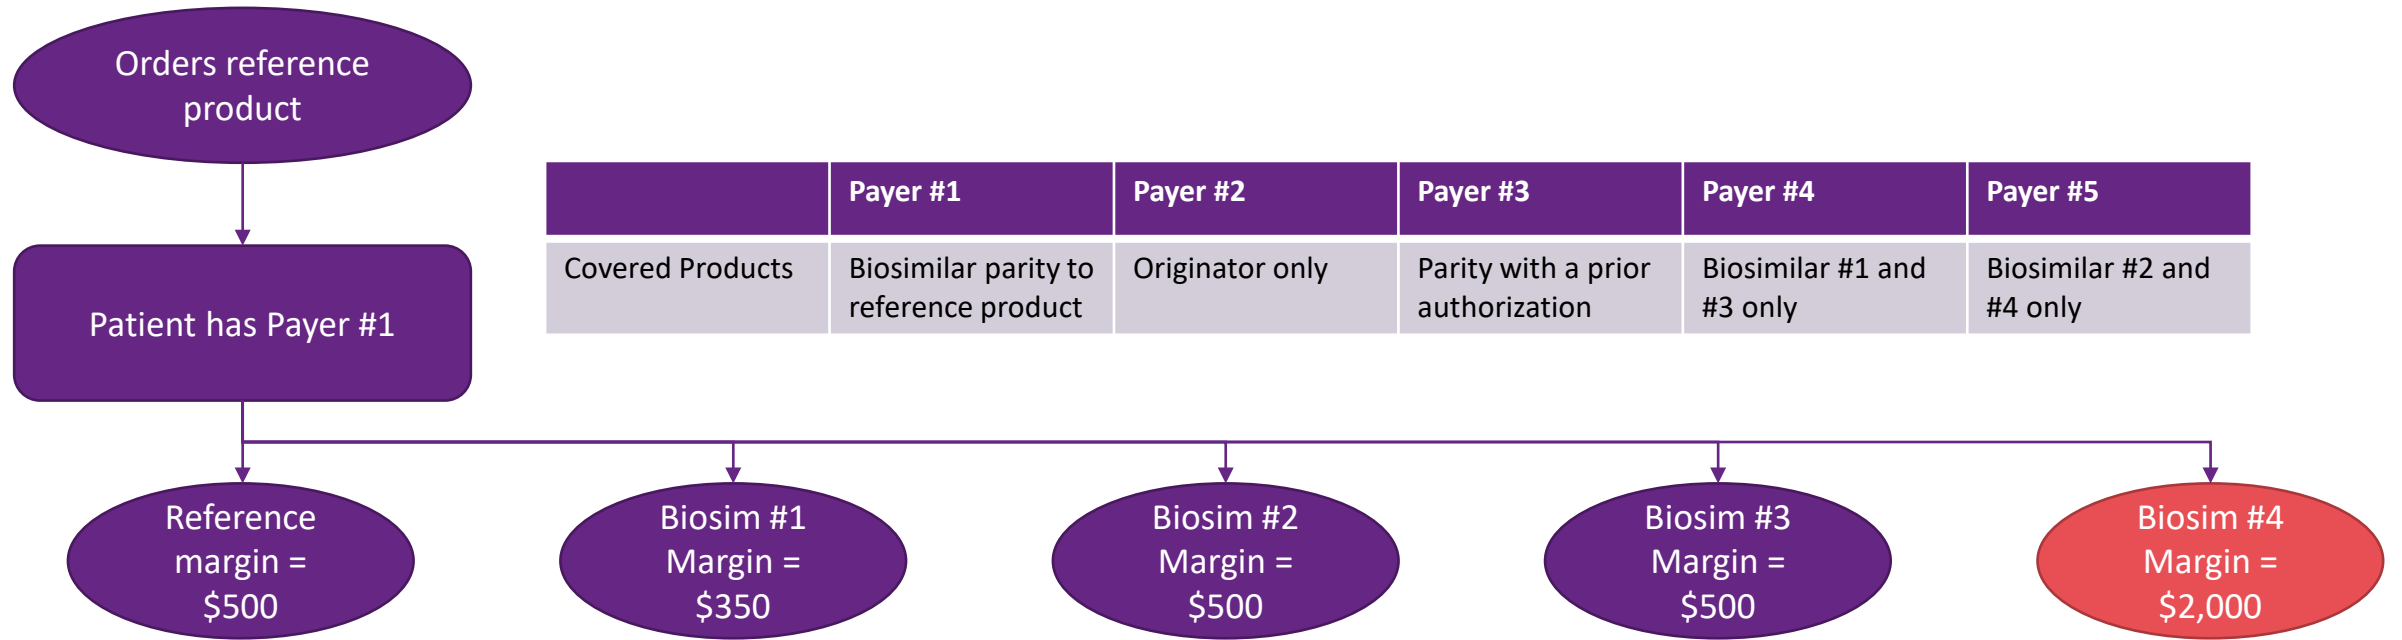 Orders reference
product
Patient has Payer #1
Payer #1
Payer #2
Payer #3
Payer #4
Payer #5
Covered Products
Biosimilar parity to
reference product
Originator only
Parity with a prior
authorization
Biosimilar #1 and
#3 only
Biosimilar #2 and
#4 only
Reference
margin =
$500
Biosim #1
Margin =
$350
Biosim #2
Margin =
$500
Biosim #3
Margin =
$500
Biosim #4
Margin =
$2,000